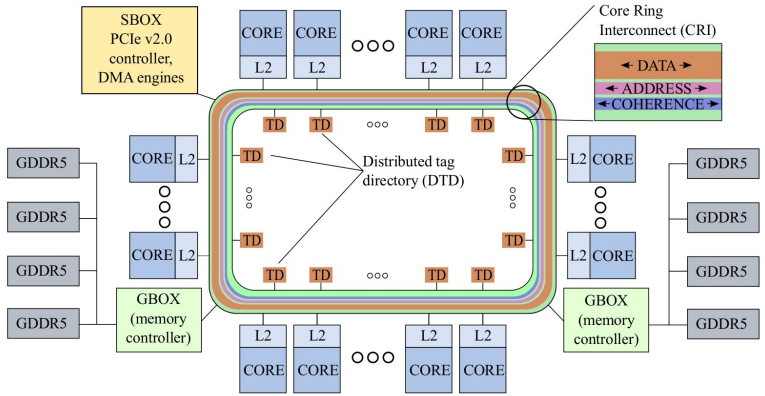 SBOX
PCIe v2.0
controller,
DMA engines
CORE
CORE
CORE
CORE
L2
L2
L2
L2
Core Ring
Interconnect (CRI)
DATA
ADDRESS
COHERENCE
TD
TD
TD
TD
CORE
L2
TD
Distributed tag
directory (DTD)
TD
L2
CORE
GDDR5
GDDR5
GDDR5
GDDR5
CORE
L2
TD
TD
L2
CORE
GDDR5
GDDR5
TD
TD
TD
TD
GBOX
(memory
controller)
GBOX
(memory
controller)
GDDR5
GDDR5
L2
L2
L2
L2
CORE
CORE
CORE
CORE